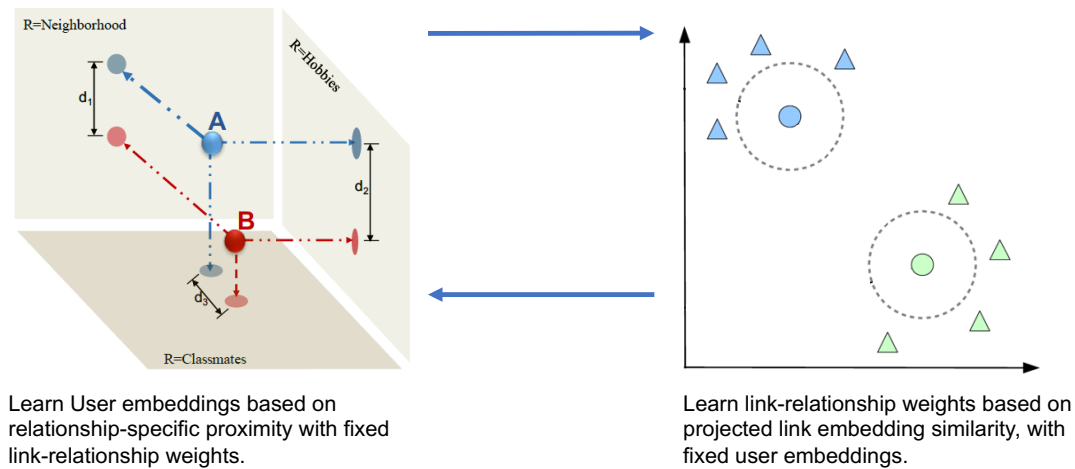 R=Neighborhood
R=Hobbies
d1
A
d2
B
d3
R=Classmates
Learn User embeddings based on
relationship-specific proximity with fixed
link-relationship weights.
Learn link-relationship weights based on
projected link embedding similarity, with
fixed user embeddings.